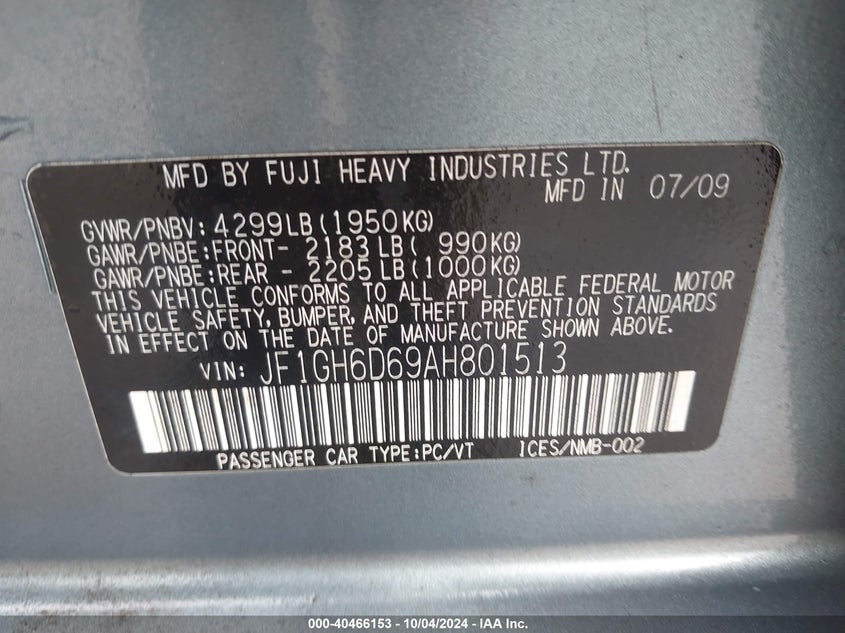 MFD BY FUJI HEAVY INDUSTRIES LTD.
MFD IN 07/09
GVWR/PNBV: 4299LB(1950KG)
GAWR/PNBE:FRONT- 2183LB( 990KG)
GAWR/PNBE:REAR - 2205LB(1000KG)
THIS VEHICLE CONFORMS TO ALL APPLICABLE FEDERAL MOTOR
VEHICLE SAFETY, BUMPER, AND THEFT PREVENTION STANDARDS
IN EFFECT ON THE DATE OF MANUFACTURE SHOWN ABOVE.
VIN: JF1GH6D69AH801513
PASSENGER CAR TYPE:PC/VT ICES/NMB-002
000-40466153 - 10/04/2024 - IAA Inc.